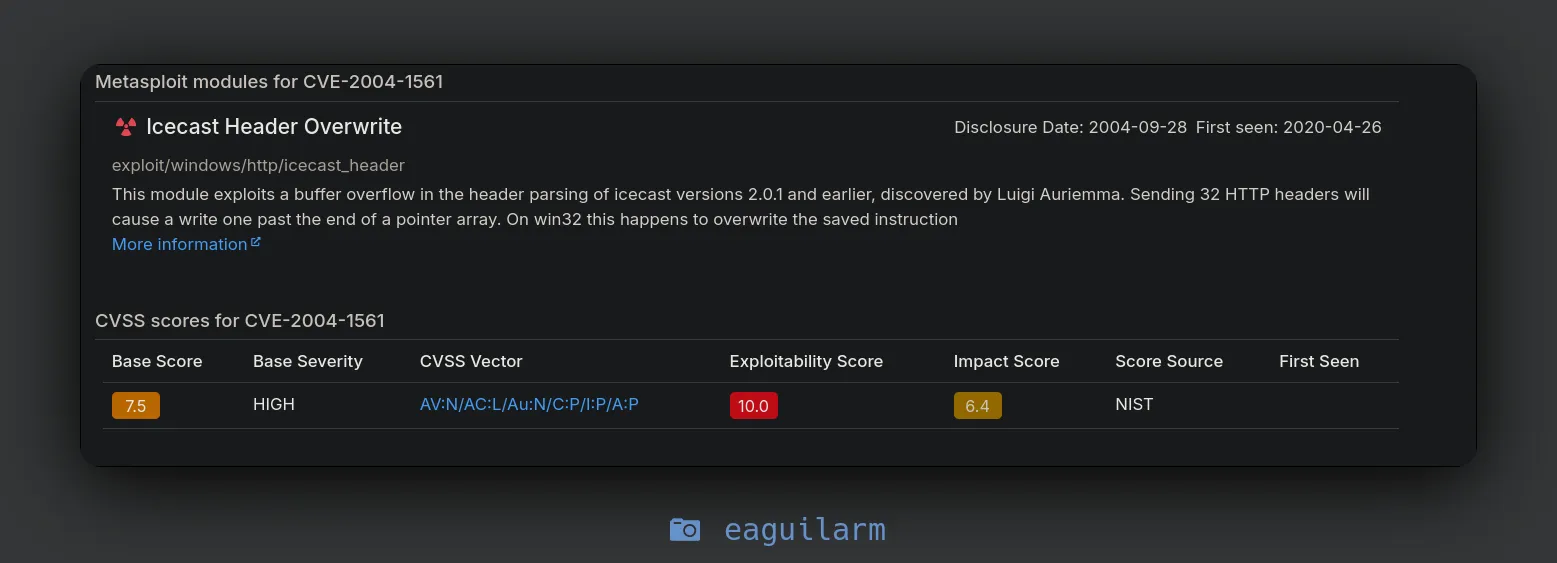 Metasploit modules for CVE-2004-1561
Icecast Header Overwrite
Disclosure Date: 2004-09-28 First seen: 2020-04-26
exploit/windows/http/icecast_header
This module exploits a buffer overflow in the header parsing of icecast versions 2.0.1 and earlier, discovered by Luigi Auriemma. Sending 32 HTTP headers will
cause a write one past the end of a pointer array. On win32 this happens to overwrite the saved instruction
More information
CVSS scores for CVE-2004-1561
Base Score Base Severity CVSS Vector Exploitability Score Impact Score Score Source First Seen
7.5 HIGH AV:N/AC:L/Au:N/C:P/I:P/A:P 10.0 6.4 NIST
eaguilarm